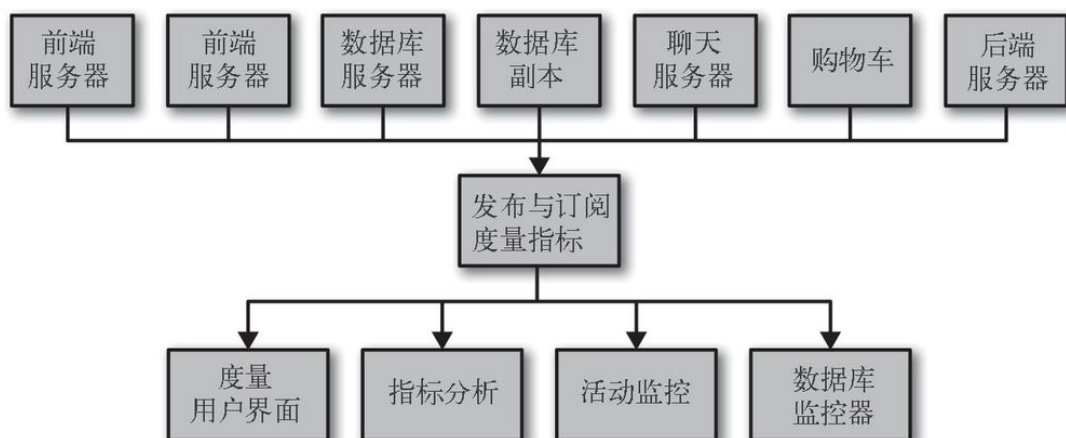 前端
服务器
前端
服务器
数据库
服务器
数据库
副本
聊天
服务器
购物车
后端
服务器
发布与订阅
度量指标
度量
用户界面
指标分析
活动监控
数据库
监控器